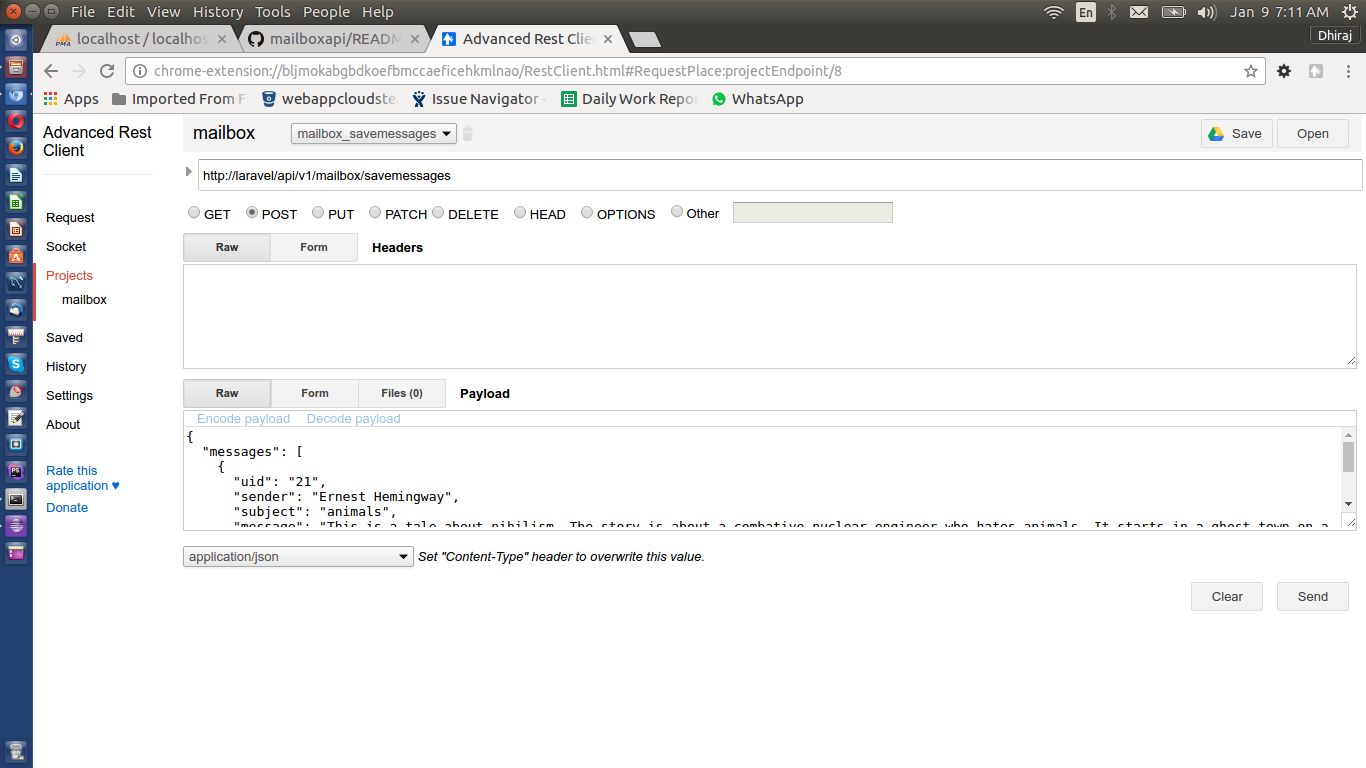 File Edit View History Tools People Help
En
Jan 9 7:11 AM
localhost / localhos
mailboxapi/READM
Advanced Rest Clie
Dhiraj
chrome-extension://bljmokabgbdkoefbmccaeficehkmlnao/RestClient.html#RequestPlace:projectEndpoint/8
Apps
Imported From F
webappcloudste
Issue Navigator -
Daily Work Repor
WhatsApp
Advanced Rest
Client
mailbox
mailbox_savemessages
Save
Open
http://laravel/api/v1/mailbox/savemessages
GET POST PUT PATCH DELETE HEAD OPTIONS Other
Raw Form Headers
Request
Socket
Projects
mailbox
Saved
History
Settings
About
Rate this
application ♥
Donate
Raw Form Files (0) Payload
Encode payload Decode payload
{
"messages": [
{
"uid": "21",
"sender": "Ernest Hemingway",
"subject": "animals",
"message": "This is a tale about nihilism. The story is about a combative nuclear engineer who hates animals. It starts in a ghost town on a
application/json
Set "Content-Type" header to overwrite this value.
Clear
Send